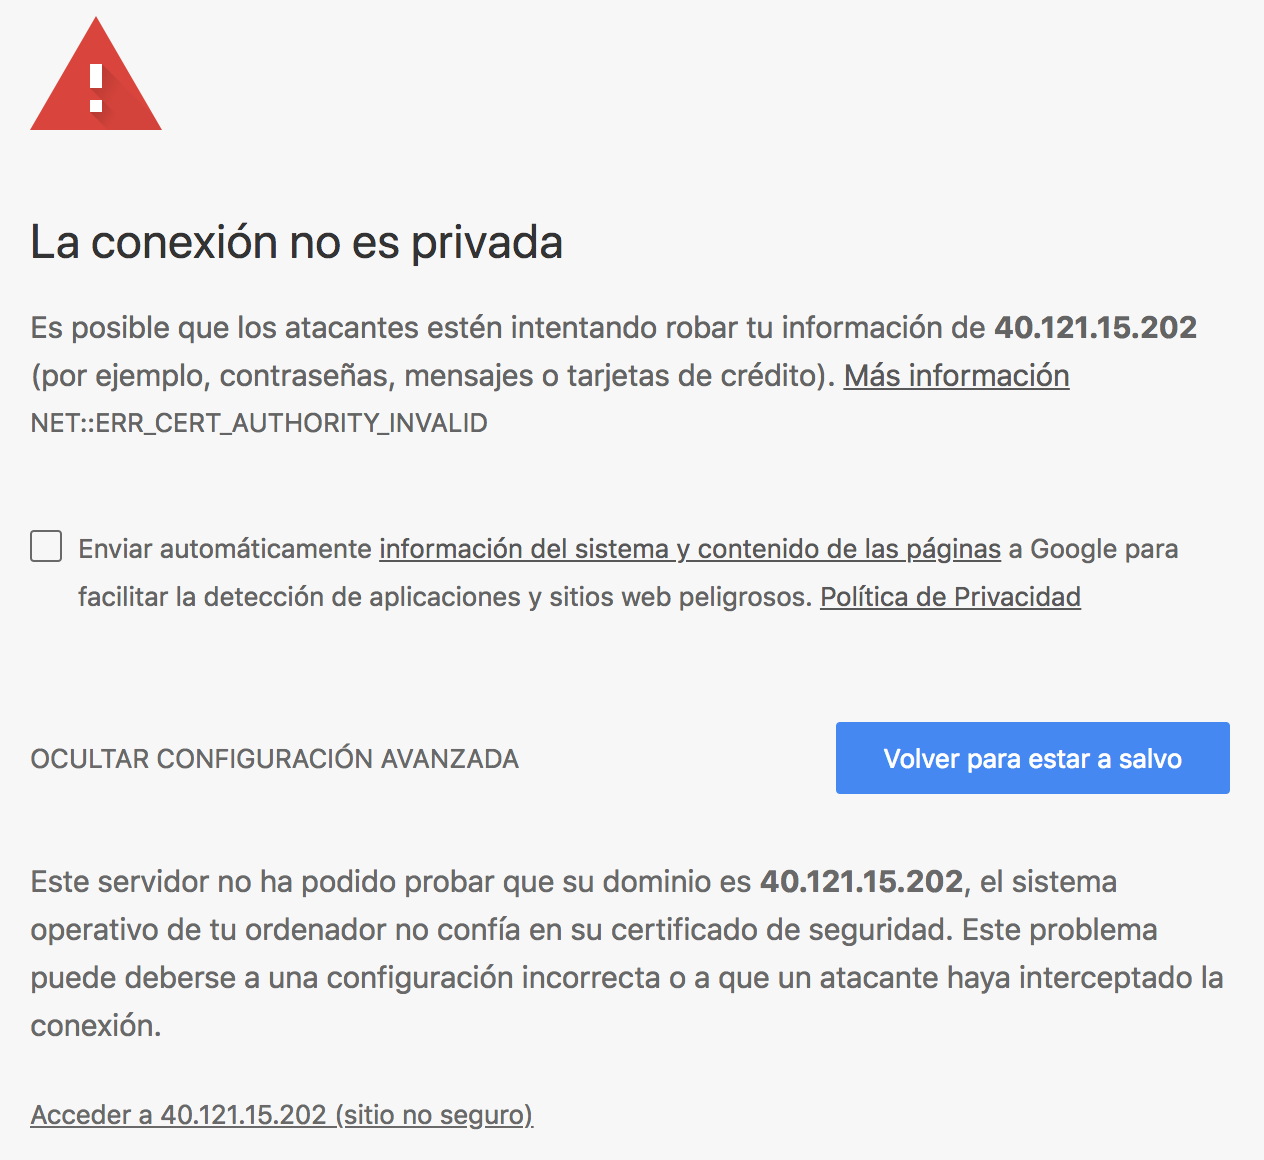 La conexión no es privada
Es posible que los atacantes estén intentando robar tu información de 40.121.15.202
(por ejemplo, contraseñas, mensajes o tarjetas de crédito). Más información
NET::ERR_CERT_AUTHORITY_INVALID
Enviar automáticamente información del sistema y contenido de las páginas a Google para
facilitar la detección de aplicaciones y sitios web peligrosos. Política de Privacidad
OCULTAR CONFIGURACIÓN AVANZADA
Volver para estar a salvo
Este servidor no ha podido probar que su dominio es 40.121.15.202, el sistema
operativo de tu ordenador no confía en su certificado de seguridad. Este problema
puede deberse a una configuración incorrecta o a que un atacante haya interceptado la
conexión.
Acceder a 40.121.15.202 (sitio no seguro)